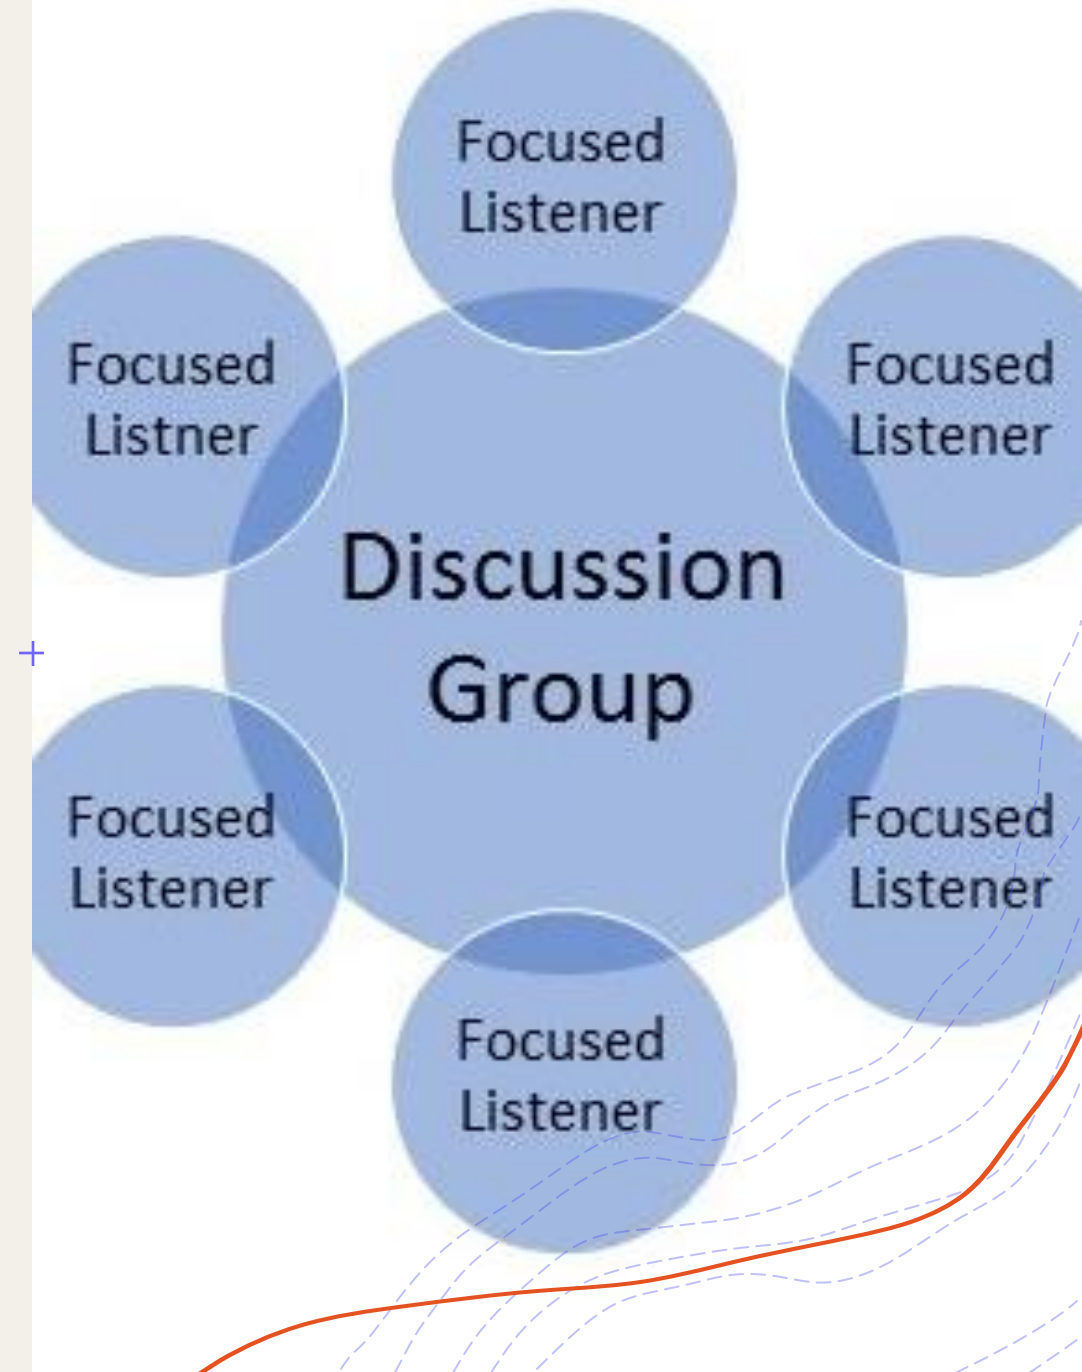 Focused
Listener
Focused
Listner
Focused
Listener
Discussion
Group
Focused
Listener
Focused
Listener
Focused
Listener